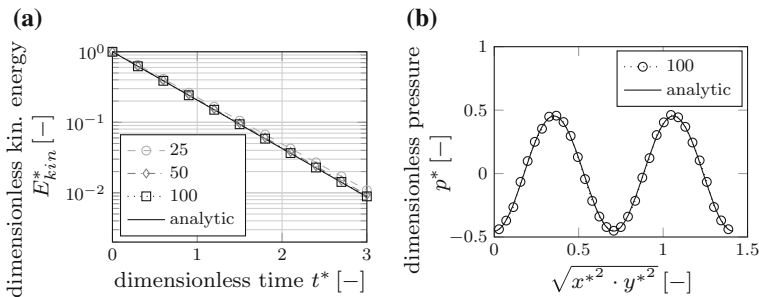 (a)
dimensionless kin. energy
E*kin [−]
10^0
10^−1
10^−2
25
50
100
analytic
0 1 2 3
dimensionless time t* [−]
(b)
dimensionless pressure
p* [−]
1
0.5
0
−0.5
100
analytic
0 0.5 1 1.5
√x*² · y*² [−]